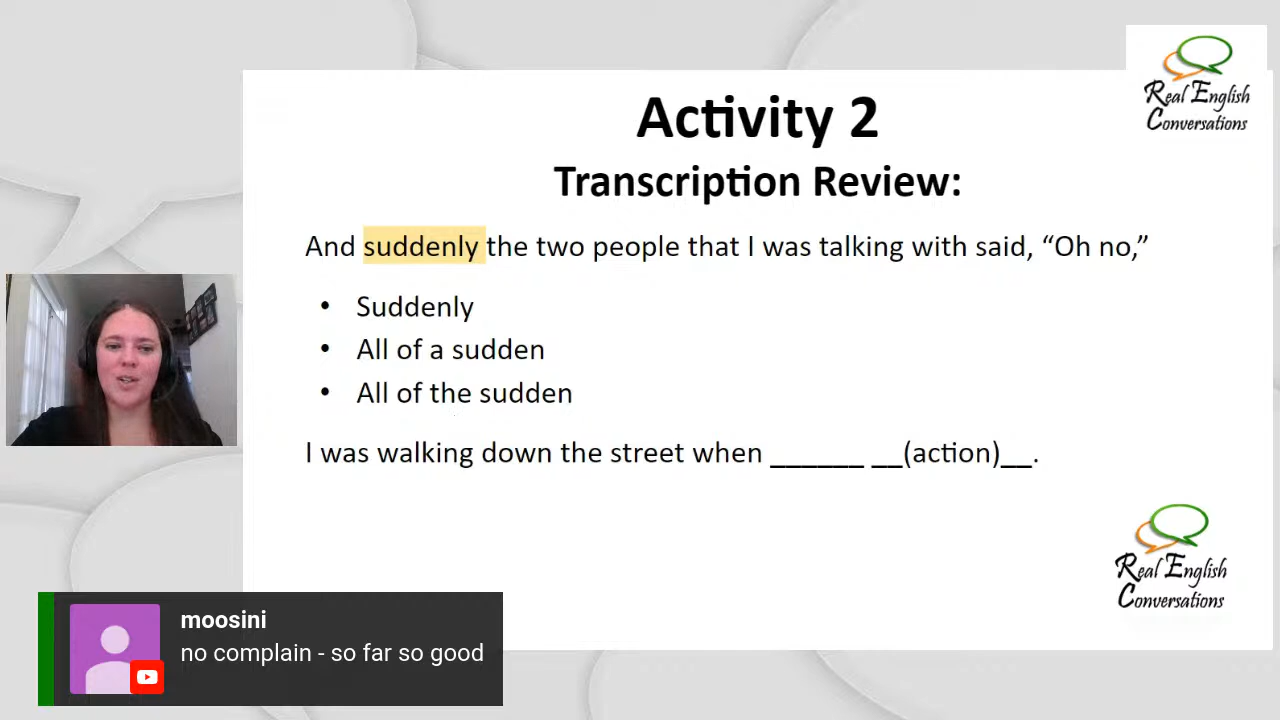 Real English
Conversations
Activity 2
Transcription Review:
And suddenly the two people that I was talking with said, “Oh no,”
• Suddenly
• All of a sudden
• All of the sudden
I was walking down the street when ______ __(action)__.
Real English
Conversations
moosini
no complain - so far so good